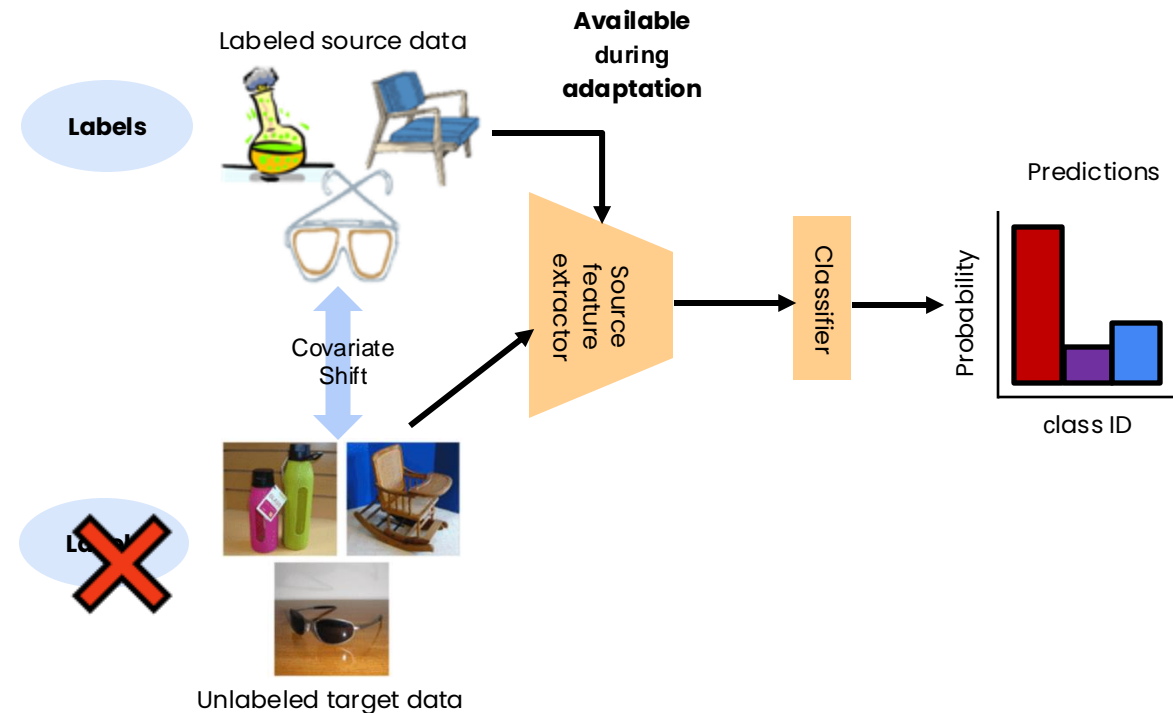 Labeled source data
Available
during
adaptation
Labels
Predictions
Source
feature
extractor
Classifier
Probability
class ID
Covariate
Shift
Unlabeled target data